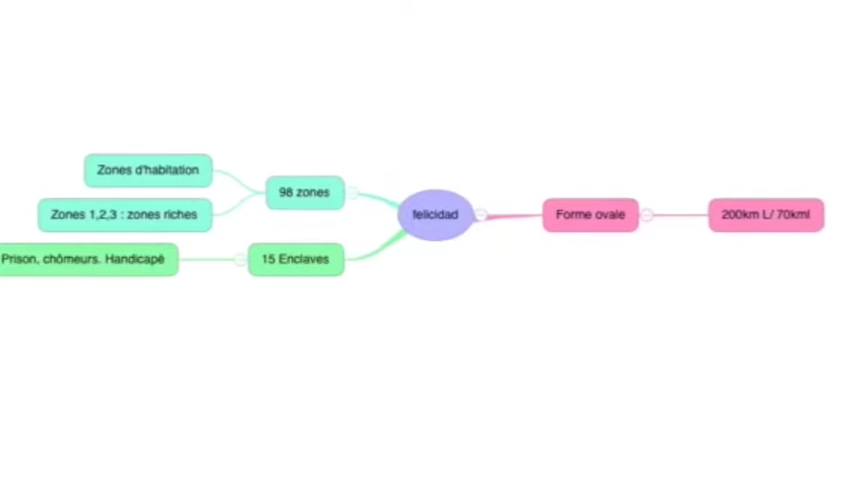 Zones d'habitation
98 zones
Zones 1,2,3 : zones riches
felicidad
Forme ovale
200km L/ 70kml
Prison, chômeurs. Handicapé
15 Enclaves